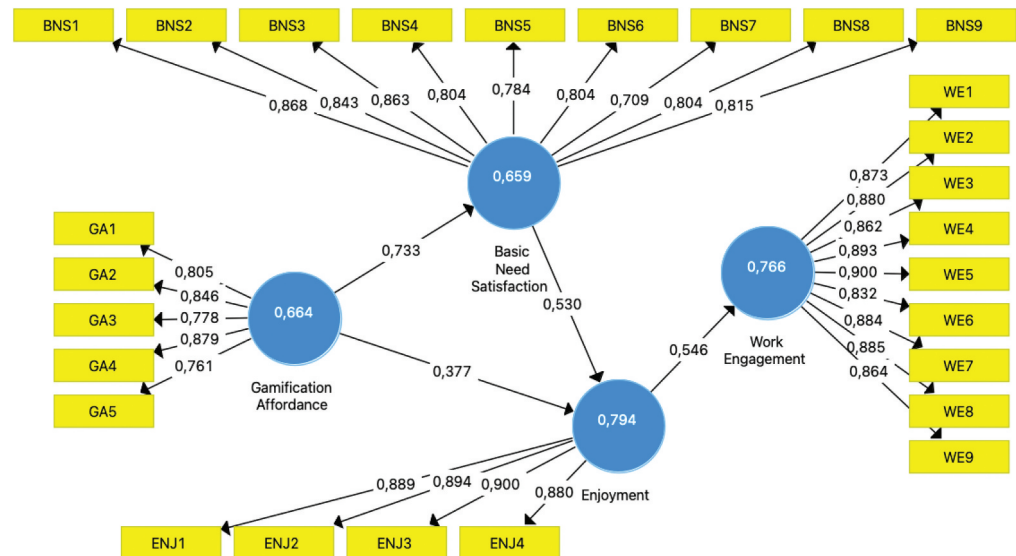 BNS1 BNS2 BNS3 BNS4 BNS5 BNS6 BNS7 BNS8 BNS9
0,868 0,843 0,863 0,804 0,784 0,804 0,709 0,804 0,815
0,659
Basic
Need
Satisfaction
GA1
GA2
GA3
GA4
GA5
0,805
0,846
0,778
0,879
0,761
0,664
Gamification
Affordance
0,733
0,377
0,530
0,794
Enjoyment
0,889 0,894 0,900 0,880
ENJ1 ENJ2 ENJ3 ENJ4
0,546
0,766
Work
Engagement
0,873
0,880
0,862
0,893
0,900
0,832
0,884
0,885
0,864
WE1
WE2
WE3
WE4
WE5
WE6
WE7
WE8
WE9